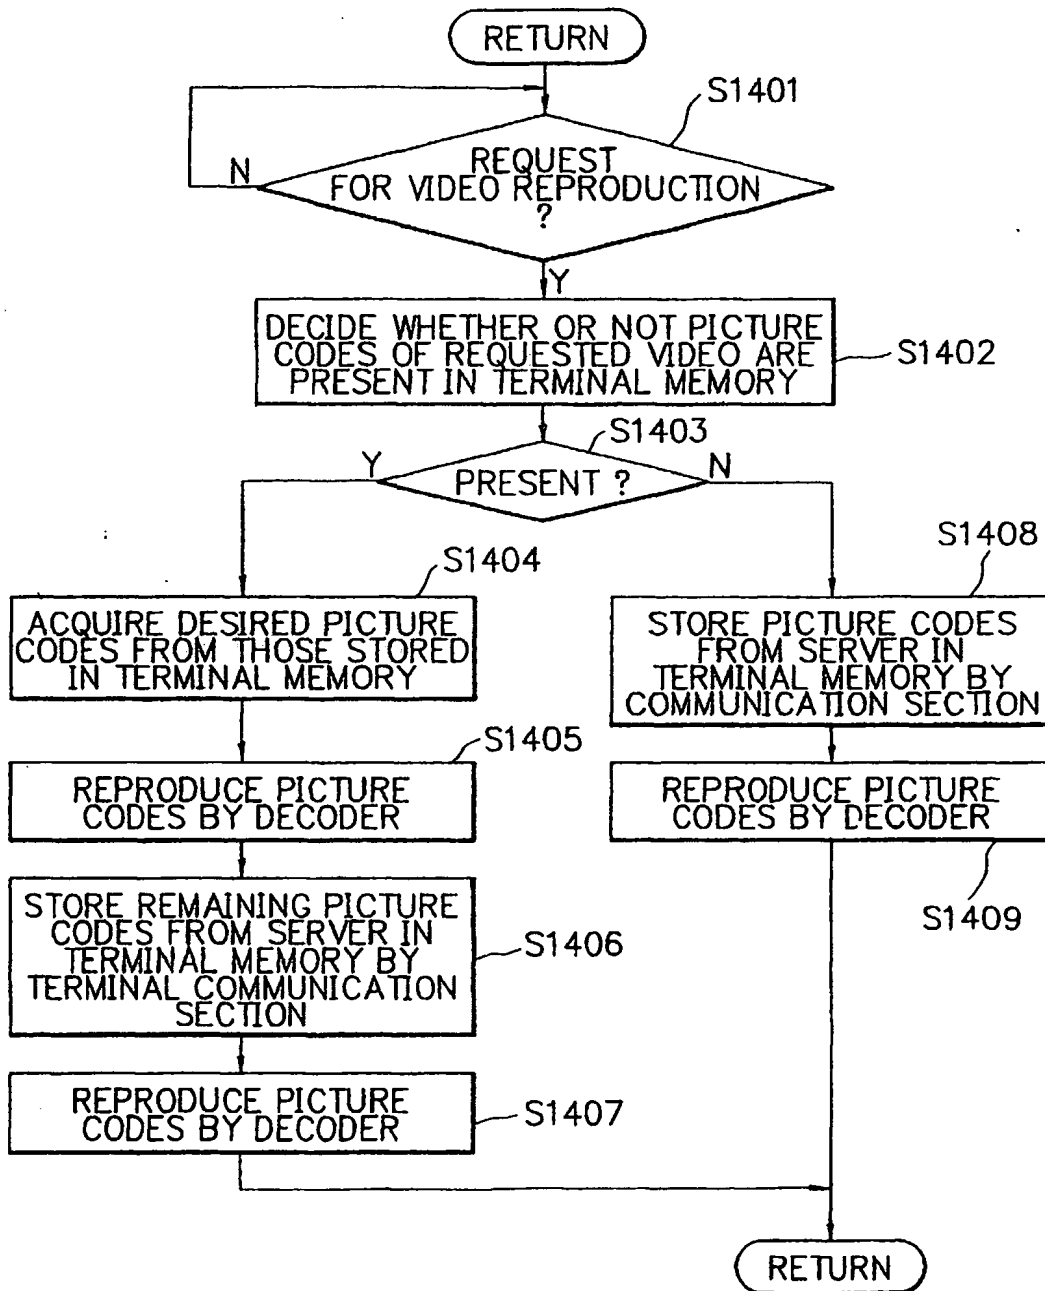 RETURN
S1401
REQUEST
FOR VIDEO REPRODUCTION
?
N
Y
DECIDE WHETHER OR NOT PICTURE
CODES OF REQUESTED VIDEO ARE
PRESENT IN TERMINAL MEMORY
S1402
S1403
Y
PRESENT ?
N
S1404
ACQUIRE DESIRED PICTURE
CODES FROM THOSE STORED
IN TERMINAL MEMORY
S1408
STORE PICTURE CODES
FROM SERVER IN
TERMINAL MEMORY BY
COMMUNICATION SECTION
S1405
REPRODUCE PICTURE
CODES BY DECODER
REPRODUCE PICTURE
CODES BY DECODER
S1409
STORE REMAINING PICTURE
CODES FROM SERVER IN
TERMINAL MEMORY BY
TERMINAL COMMUNICATION
SECTION
S1406
REPRODUCE PICTURE
CODES BY DECODER
S1407
RETURN